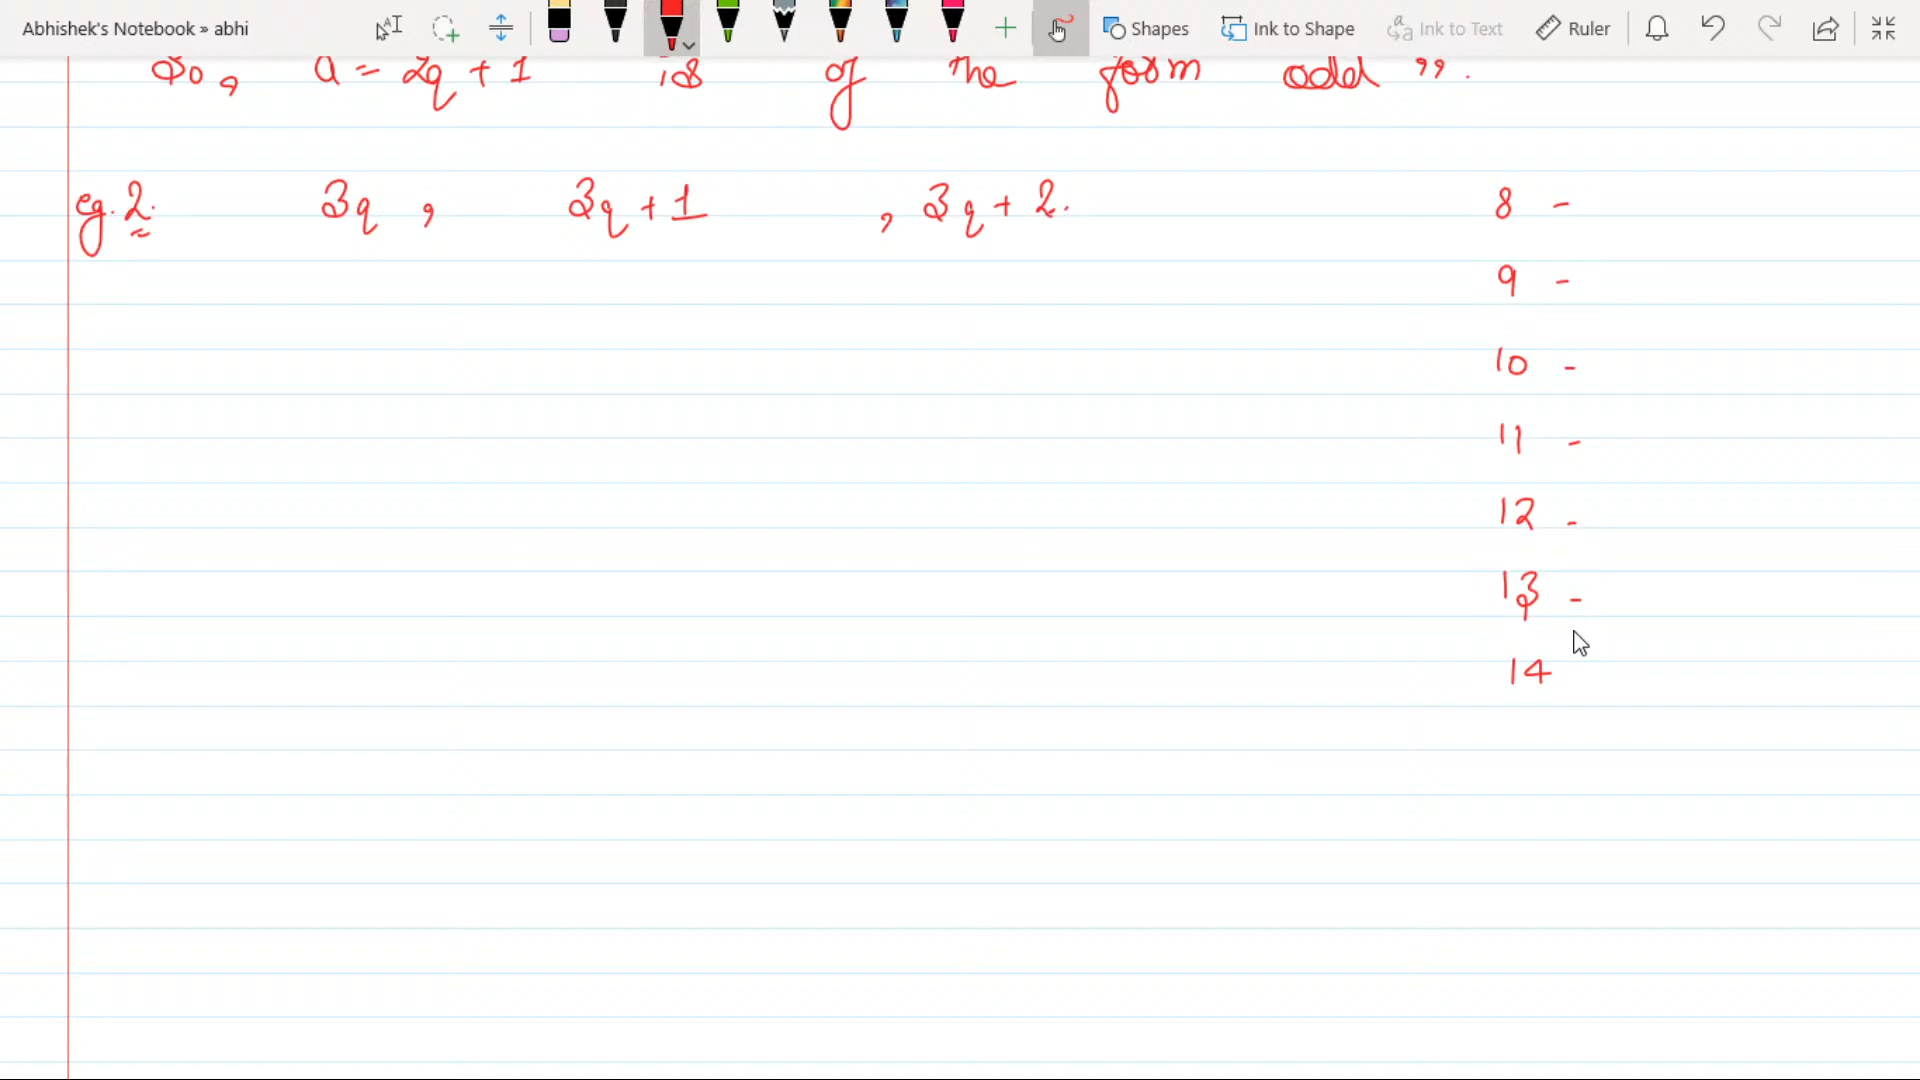 Abhishek's Notebook » abhi Shapes Ink to Shape Ink to Text Ruler
So, a = 2q + 1 is of the form odd ”.
eg. 2. 3q , 3q + 1 , 3q + 2. 8 -
9 -
10 -
11 -
12 -
13 -
14